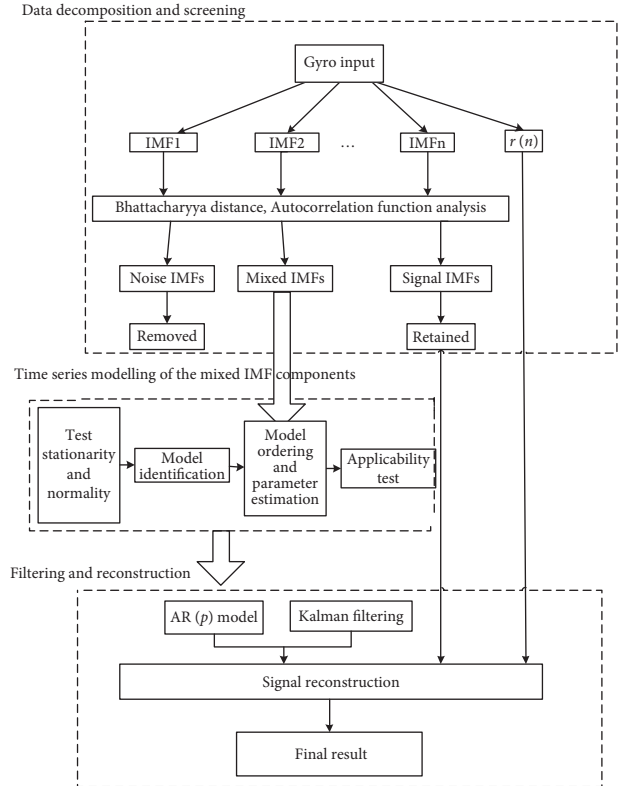 Data decomposition and screening
Gyro input
IMF1
IMF2
...
IMFn
r (n)
Bhattacharyya distance, Autocorrelation function analysis
Noise IMFs
Mixed IMFs
Signal IMFs
Removed
Retained
Time series modelling of the mixed IMF components
Test
stationarity
and
normality
Model
identification
Model
ordering
and
parameter
estimation
Applicability
test
Filtering and reconstruction
AR (p) model
Kalman filtering
Signal reconstruction
Final result